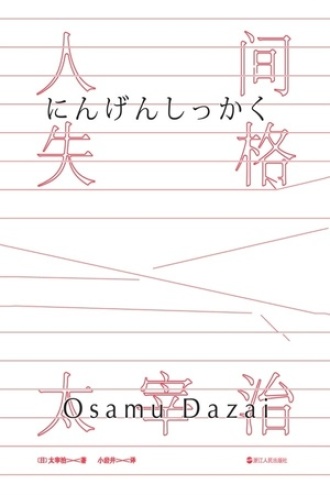 人间
にんげんしっかく
失格
太宰治
Osamu Dazai
(日)太宰治 著 小岩井 译 浙江人民出版社